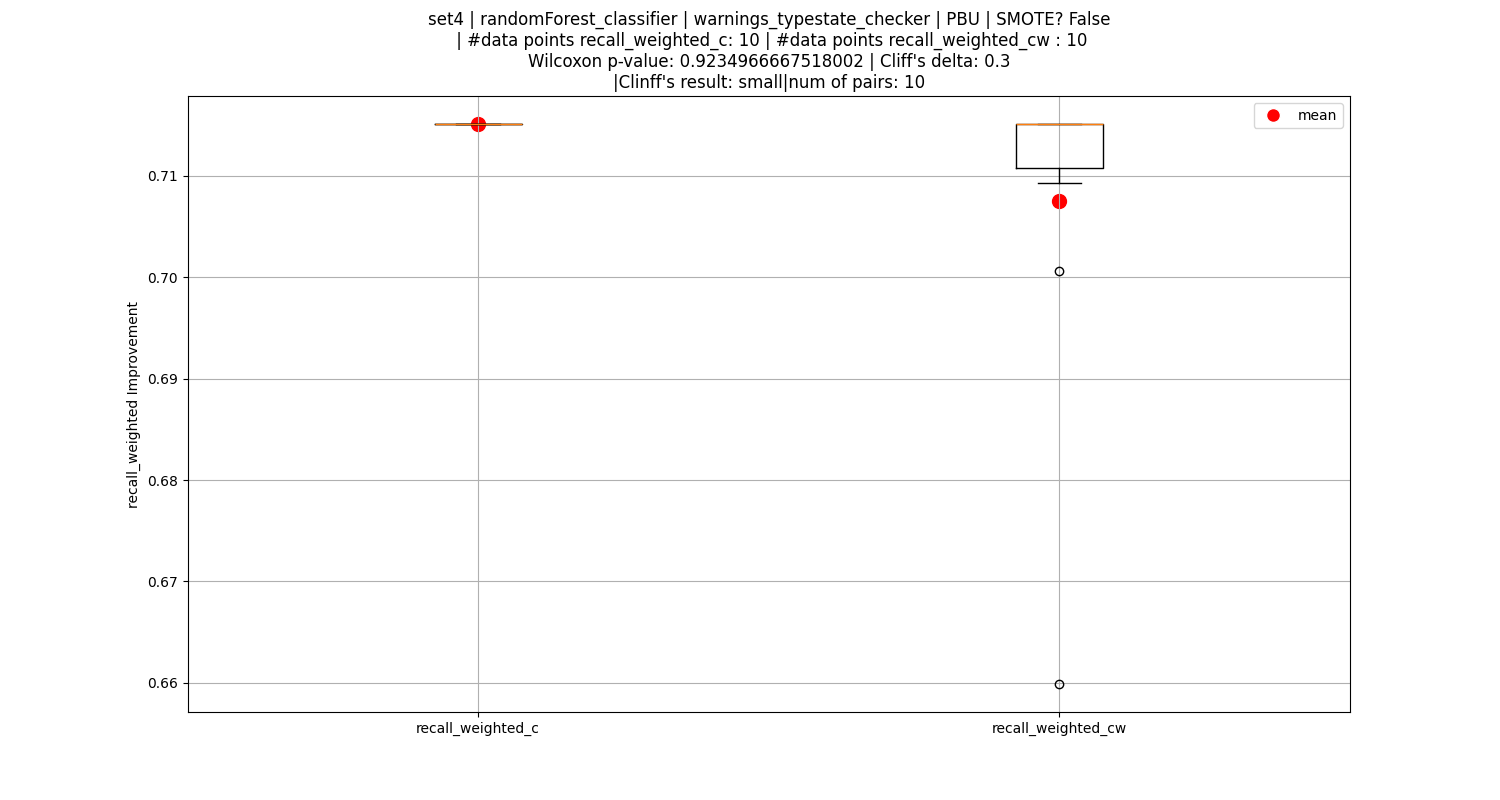 set4 | randomForest_classifier | warnings_typestate_checker | PBU | SMOTE? False
| #data points recall_weighted_c: 10 | #data points recall_weighted_cw : 10
Wilcoxon p-value: 0.9234966667518002 | Cliff's delta: 0.3
|Clinff's result: small|num of pairs: 10
mean
0.71
0.70
0.69
0.68
0.67
0.66
recall_weighted Improvement
recall_weighted_c
recall_weighted_cw